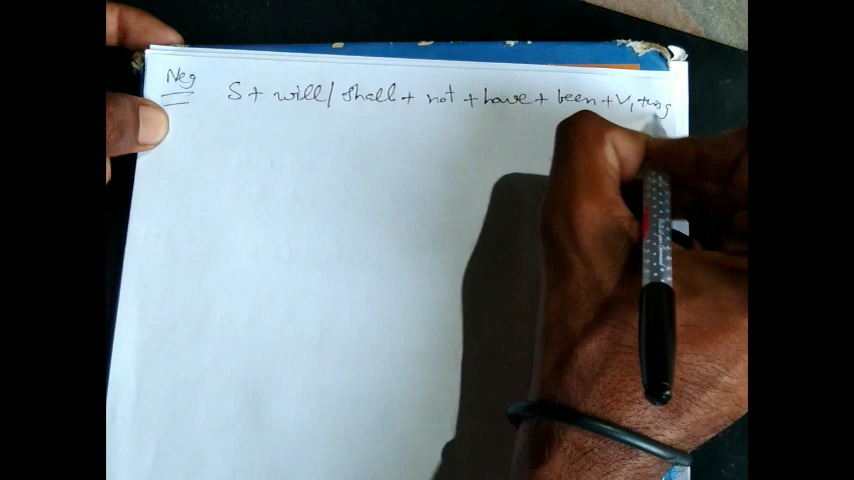 Neg
S + will / shall + not + have + been + V1 + ing